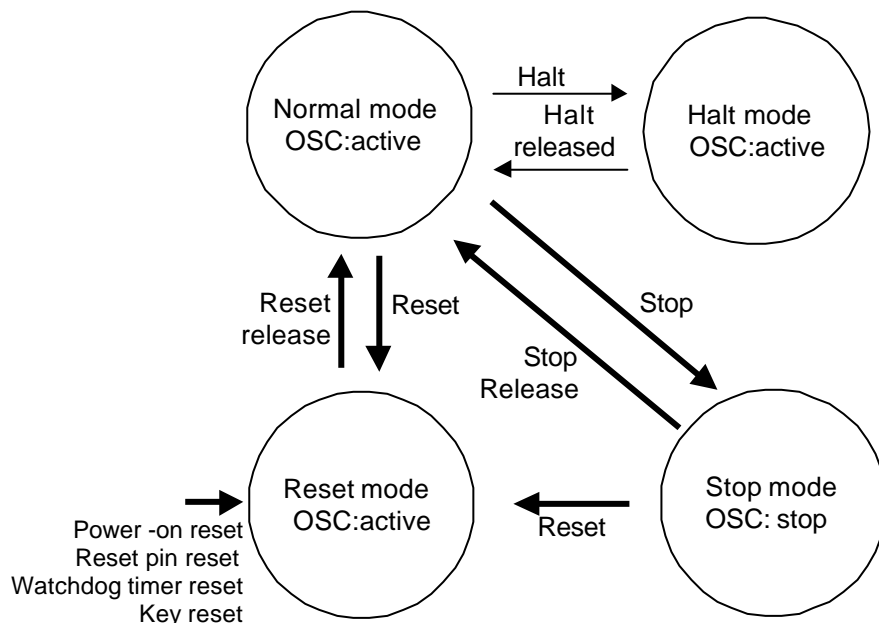 Normal mode
OSC:active
Halt
Halt
released
Halt mode
OSC:active
Reset
release
Reset
Stop
Stop
Release
Reset mode
OSC:active
Reset
Stop mode
OSC: stop
Power -on reset
Reset pin reset
Watchdog timer reset
Key reset